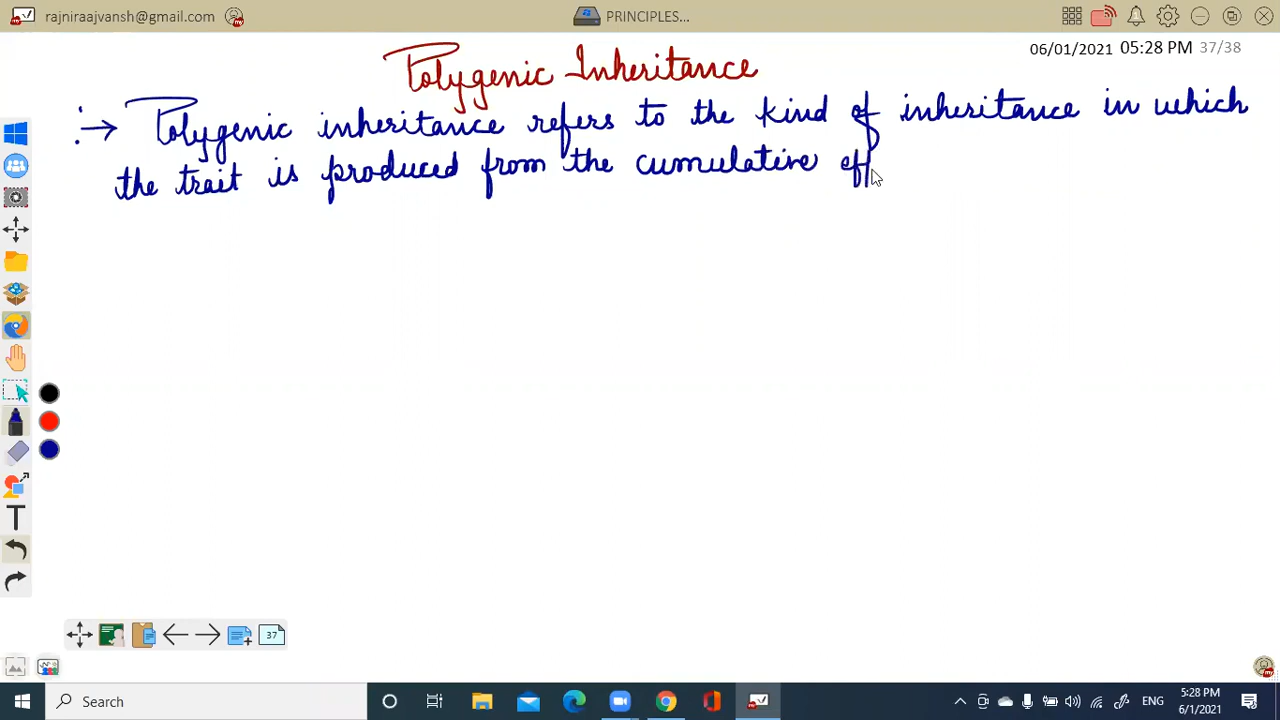 rajniraajvansh@gmail.com
PRINCIPLES...
06/01/2021 05:28 PM 37/38
Polygenic Inheritance
:→ Polygenic inheritance refers to the kind of inheritance in which
the trait is produced from the cumulative eff
T
37
Search
ENG
5:28 PM
6/1/2021